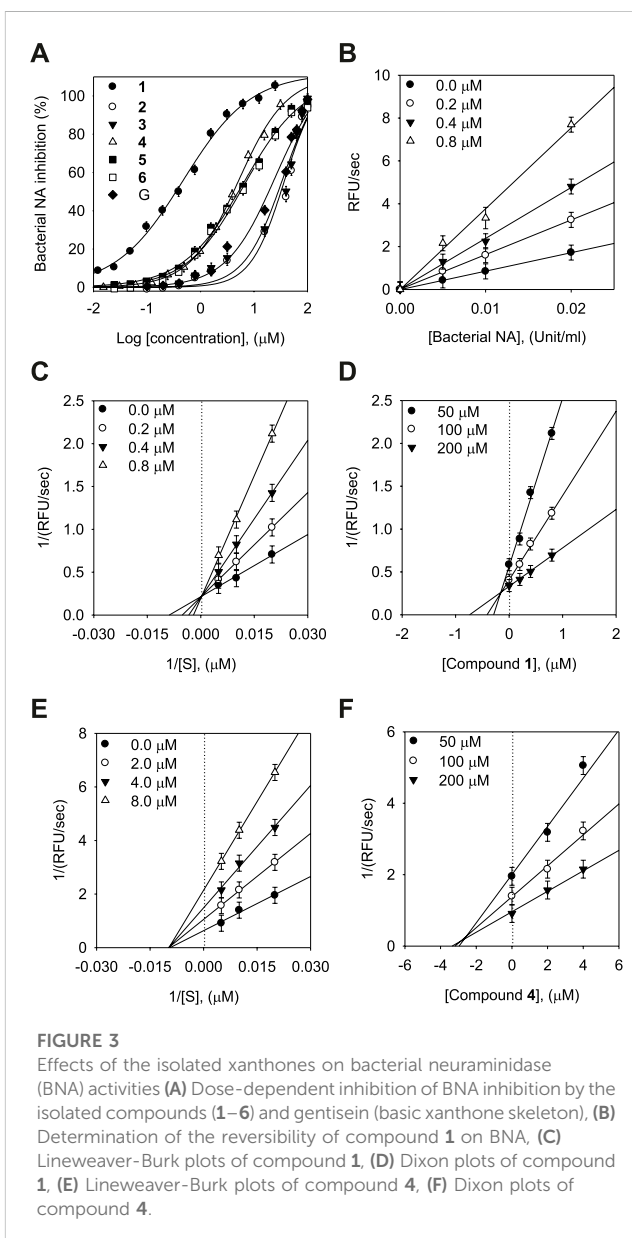 A
100
80
60
40
20
0
-2
-1
0
1
2
1
2
3
4
5
6
G
Bacterial NA inhibition (%)
Log [concentration], (μM)
B
10
8
6
4
2
0
0.00
0.01
0.02
0.0 μM
0.2 μM
0.4 μM
0.8 μM
RFU/sec
[Bacterial NA], (Unit/ml)
C
2.5
2.0
1.5
1.0
0.5
0.0
-0.030
-0.015
0.000
0.015
0.030
0.0 μM
0.2 μM
0.4 μM
0.8 μM
1/(RFU/sec)
1/[S], (μM)
D
2.5
2.0
1.5
1.0
0.5
0.0
-2
-1
0
1
2
50 μM
100 μM
200 μM
1/(RFU/sec)
[Compound 1], (μM)
E
8
6
4
2
0
-0.030
-0.015
0.000
0.015
0.030
0.0 μM
2.0 μM
4.0 μM
8.0 μM
1/(RFU/sec)
1/[S], (μM)
F
6
4
2
0
-6
-4
-2
0
2
4
6
50 μM
100 μM
200 μM
1/(RFU/sec)
[Compound 4], (μM)
FIGURE 3
Effects of the isolated xanthones on bacterial neuraminidase
(BNA) activities (A) Dose-dependent inhibition of BNA inhibition by the
isolated compounds (1–6) and gentisein (basic xanthone skeleton), (B)
Determination of the reversibility of compound 1 on BNA, (C)
Lineweaver-Burk plots of compound 1, (D) Dixon plots of compound
1, (E) Lineweaver-Burk plots of compound 4, (F) Dixon plots of
compound 4.